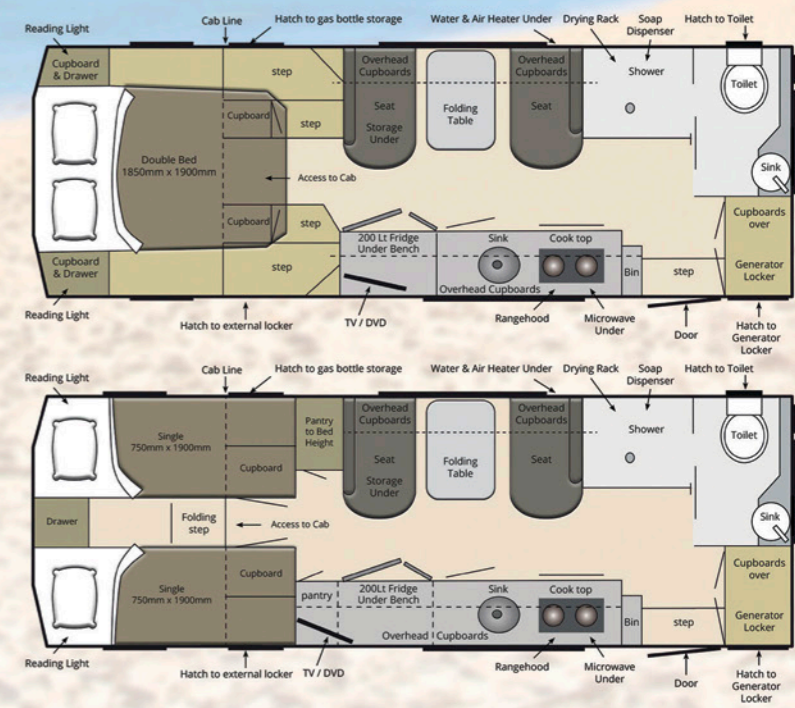 Reading Light
Cab Line
Hatch to gas bottle storage
Water & Air Heater Under
Drying Rack
Soap
Dispenser
Hatch to Toilet
Cupboard
& Drawer
step
Overhead
Cupboards
Overhead
Cupboards
Shower
Toilet
Cupboard
step
Seat
Storage
Under
Folding
Table
Seat
Double Bed
1850mm x 1900mm
Access to Cab
Sink
Cupboard
step
Cupboards
over
Cupboard
& Drawer
step
200 Lt Fridge
Under Bench
Sink
Cook top
Bin
step
Generator
Locker
Overhead Cupboards
Reading Light
Hatch to external locker
TV / DVD
Rangehood
Microwave
Under
Door
Hatch to
Generator
Locker
Reading Light
Cab Line
Hatch to gas bottle storage
Water & Air Heater Under
Drying Rack
Soap
Dispenser
Hatch to Toilet
Single
750mm x 1900mm
Pantry
to Bed
Height
Overhead
Cupboards
Overhead
Cupboards
Shower
Toilet
Cupboard
Seat
Storage
Under
Folding
Table
Seat
Drawer
Folding
step
Access to Cab
Sink
Single
750mm x 1900mm
Cupboard
pantry
200Lt Fridge
Under Bench
Sink
Cook top
Bin
step
Cupboards
over
Generator
Locker
Overhead Cupboards
Reading Light
Hatch to external locker
TV / DVD
Rangehood
Microwave
Under
Door
Hatch to
Generator
Locker